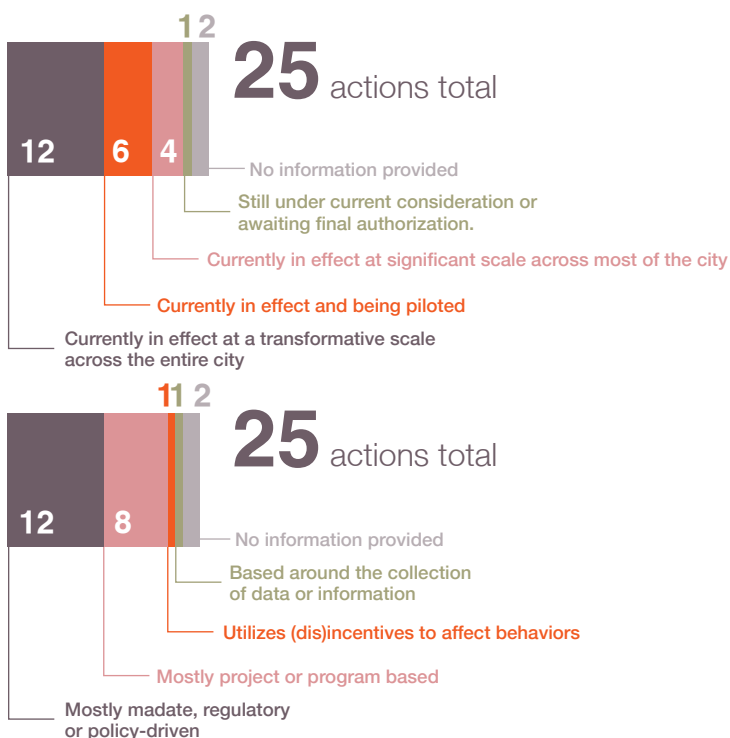 1 2
25 actions total
12 6 4
No information provided
Still under current consideration or
awaiting final authorization.
Currently in effect at significant scale across most of the city
Currently in effect and being piloted
Currently in effect at a transformative scale
across the entire city
1 1 2
25 actions total
12 8
No information provided
Based around the collection
of data or information
Utilizes (dis)incentives to affect behaviors
Mostly project or program based
Mostly madate, regulatory
or policy-driven